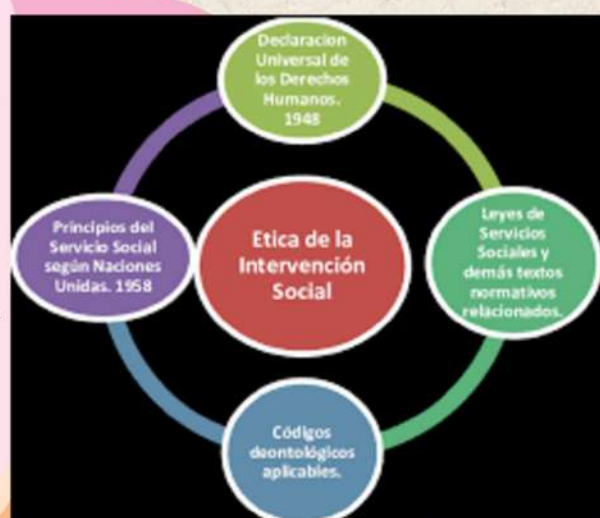 Declaracion
Universal de
los Derechos
Humanos.
1948
Principios del
Servicio Social
según Naciones
Unidas. 1958
Etica de la
Intervención
Social
Leyes de
Servicios
Sociales y
demás textos
normativos
relacionados.
Códigos
deontológicos
aplicables.